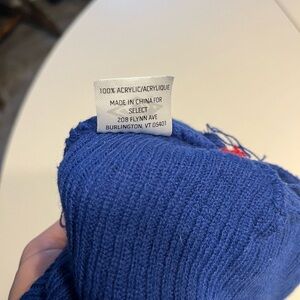 100% ACRYLIC/ACRYLIQUE
MADE IN CHINA FOR
SELECT
208 FLYNN AVE
BURLINGTON, VT 05401